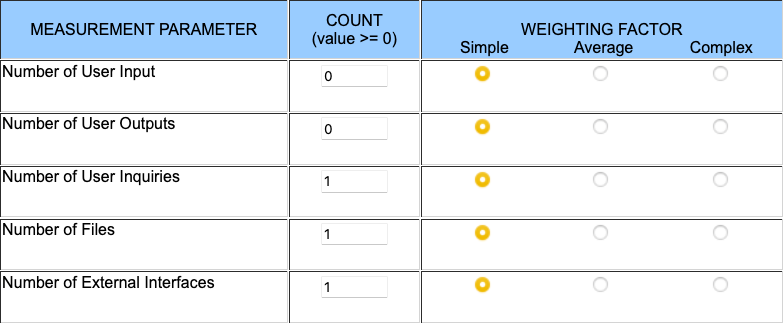 MEASUREMENT PARAMETER
COUNT
(value >= 0)
WEIGHTING FACTOR
Simple Average Complex
Number of User Input 0
Number of User Outputs 0
Number of User Inquiries 1
Number of Files 1
Number of External Interfaces 1